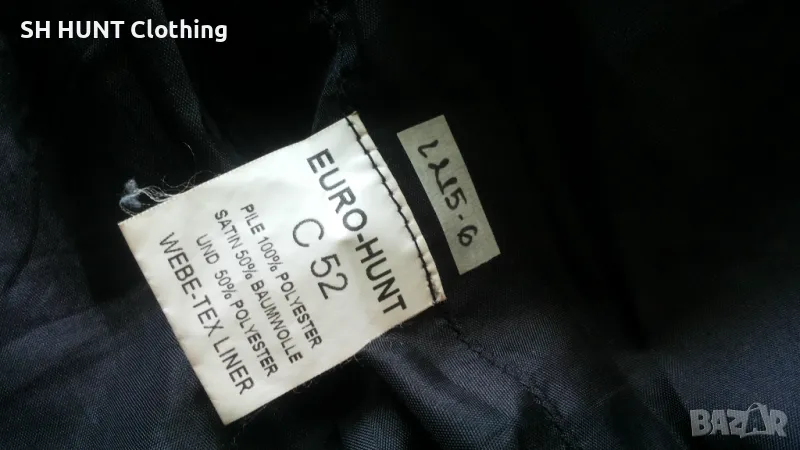 SH HUNT Clothing
EURO-HUNT
C 52
PILE 100% POLYESTER
SATIN 50% BAUMWOLLE
UND 50% POLYESTER
WEBE-TEX LINER
BAZAR